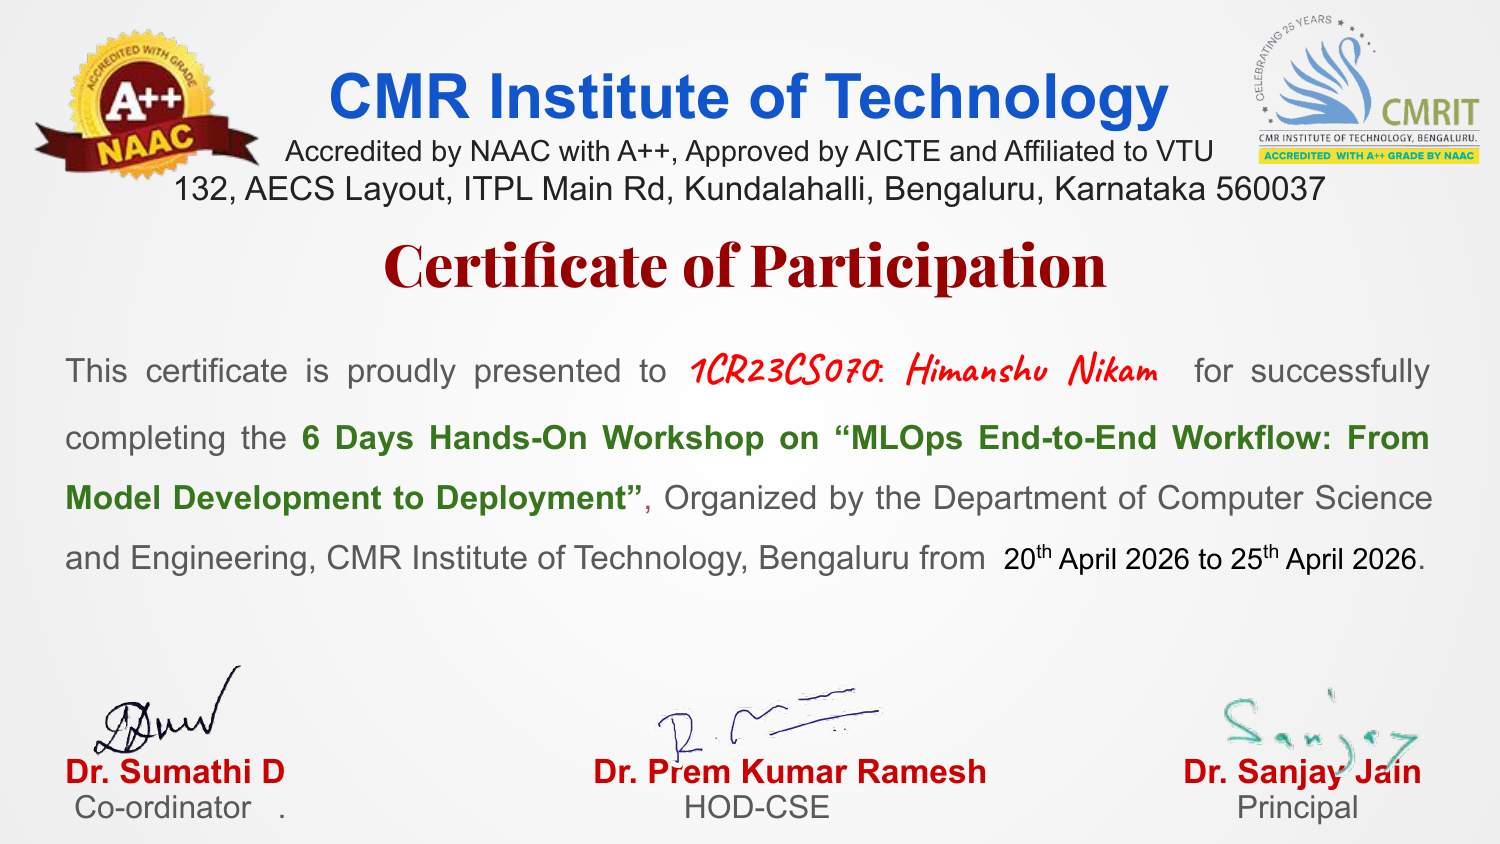 ACCREDITED WITH GRADE
A++
NAAC
CMR Institute of Technology
Accredited by NAAC with A++, Approved by AICTE and Affiliated to VTU
132, AECS Layout, ITPL Main Rd, Kundalahalli, Bengaluru, Karnataka 560037
CELEBRATING 25 YEARS
CMRIT
CMR INSTITUTE OF TECHNOLOGY, BENGALURU.
ACCREDITED WITH A++ GRADE BY NAAC
Certificate of Participation
This certificate is proudly presented to 1CR23CS070: Himanshu Nikam for successfully
completing the 6 Days Hands-On Workshop on “MLOps End-to-End Workflow: From
Model Development to Deployment”, Organized by the Department of Computer Science
and Engineering, CMR Institute of Technology, Bengaluru from 20th April 2026 to 25th April 2026.
Sanjay
Dr. Sumathi D
Co-ordinator .
Dr. Prem Kumar Ramesh
HOD-CSE
Dr. Sanjay Jain
Principal